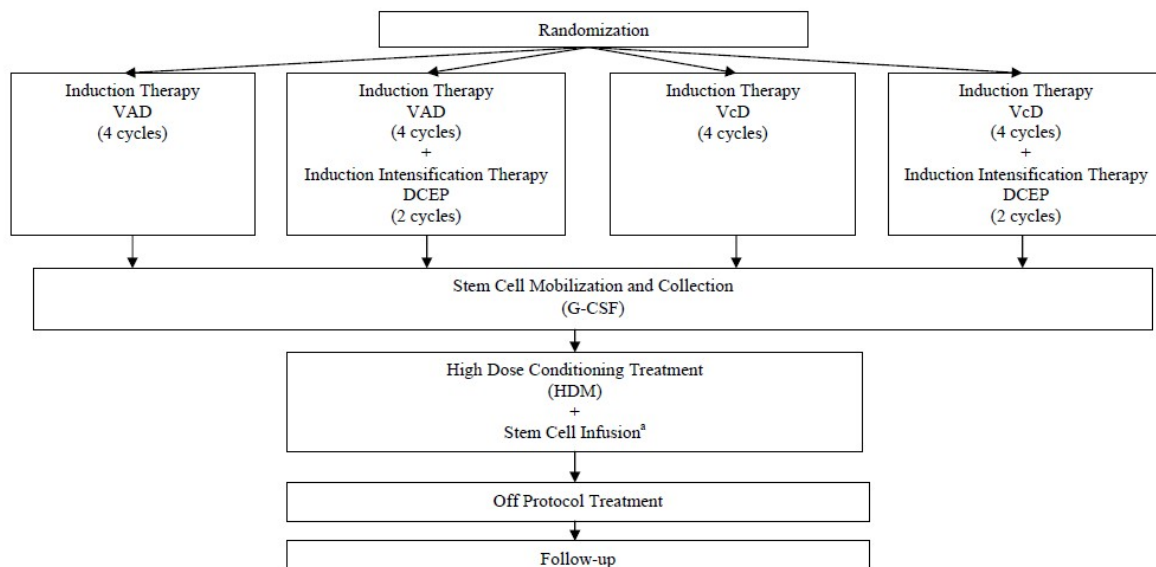 Randomization
Induction Therapy
VAD
(4 cycles)
Induction Therapy
VAD
(4 cycles)
+
Induction Intensification Therapy
DCEP
(2 cycles)
Induction Therapy
VcD
(4 cycles)
Induction Therapy
VcD
(4 cycles)
+
Induction Intensification Therapy
DCEP
(2 cycles)
Stem Cell Mobilization and Collection
(G-CSF)
High Dose Conditioning Treatment
(HDM)
+
Stem Cell Infusionᵃ
Off Protocol Treatment
Follow-up